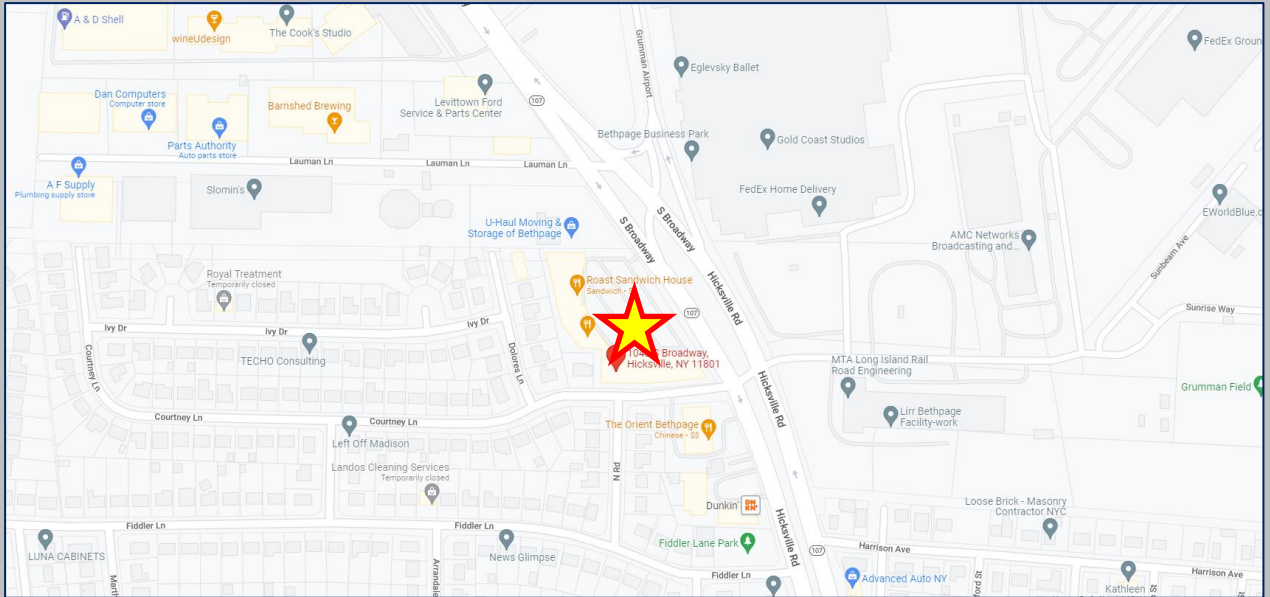 A & D Shell
wineUdesign
The Cook's Studio
Grumman Airport
Eglevsky Ballet
FedEx Groun
Dan Computers
Computer store
Barnshed Brewing
Levittown Ford
Service & Parts Center
107
Parts Authority
Auto parts store
Bethpage Business Park
Gold Coast Studios
Lauman Ln
Lauman Ln
Lauman Ln
A F Supply
Plumbing supply store
Slomin's
FedEx Home Delivery
EWorldBlue.c
U-Haul Moving &
Storage of Bethpage
S Broadway
S Broadway
AMC Networks
Broadcasting and...
Sunbeam Ave
Royal Treatment
Temporarily closed
Roast Sandwich House
Sandwich •
107
Hicksville Rd
Sunrise Way
Ivy Dr
Ivy Dr
Ivy Dr
TECHO Consulting
Courtney Ln
Dolores Ln
Broadway,
Hicksville, NY 11801
MTA Long Island Rail
Road Engineering
Grumman Field
Hicksville Rd
Courtney Ln
Courtney Ln
Left Off Madison
The Orient Bethpage
Chinese • $$
Lirr Bethpage
Facility-work
Landos Cleaning Services
Temporarily closed
N Rd
Dunkin'
DN
KN'
Loose Brick - Masonry
Contractor NYC
Hicksville Rd
Fiddler Ln
Fiddler Ln
LUNA CABINETS
News Glimpse
Fiddler Lane Park
107
Harrison Ave
Harrison Ave
Fiddler Ln
Advanced Auto NY
Kathleen
Arrandale
Marth
ford St